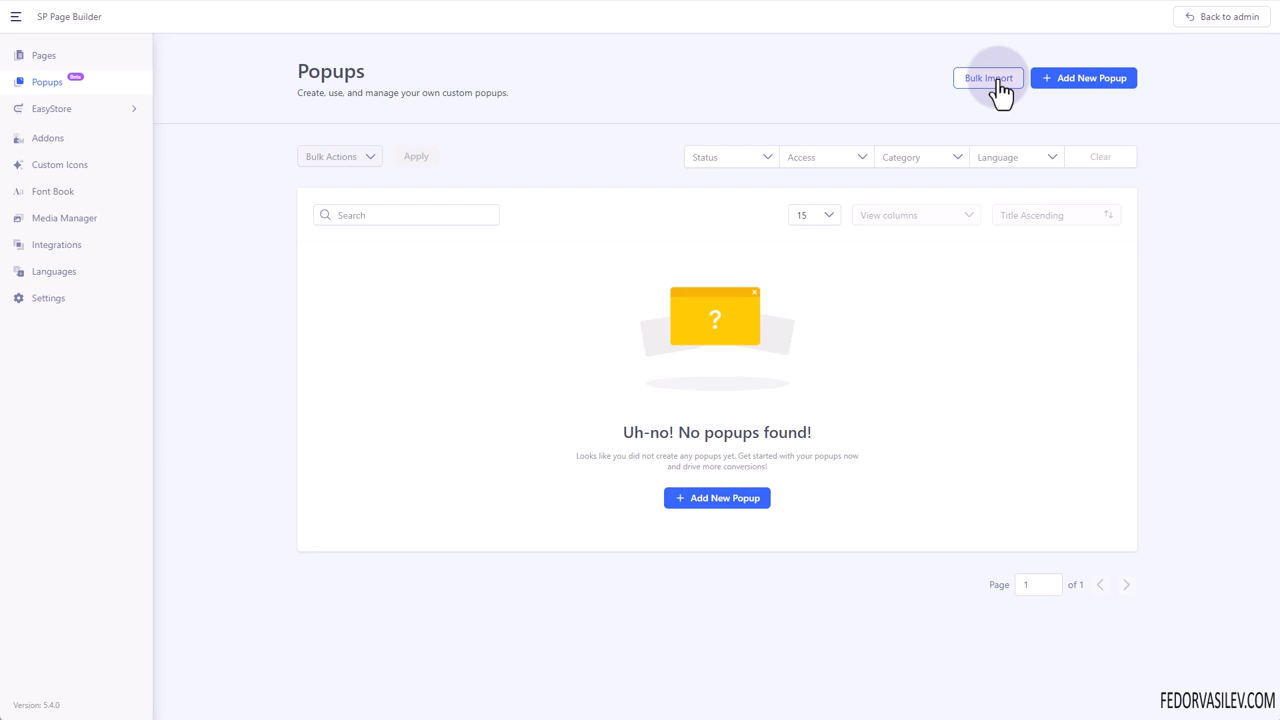 SP Page Builder
Back to admin
Pages
Popups Beta
EasyStore
Addons
Custom Icons
Font Book
Media Manager
Integrations
Languages
Settings
Version: 5.4.0
Popups
Create, use, and manage your own custom popups.
Bulk Import
+ Add New Popup
Bulk Actions
Apply
Status
Access
Category
Language
Clear
Search
15
View columns
Title Ascending
?
Uh-no! No popups found!
Looks like you did not create any popups yet. Get started with your popups now
and drive more conversions!
+ Add New Popup
Page 1 of 1
FEDORVASILEV.COM